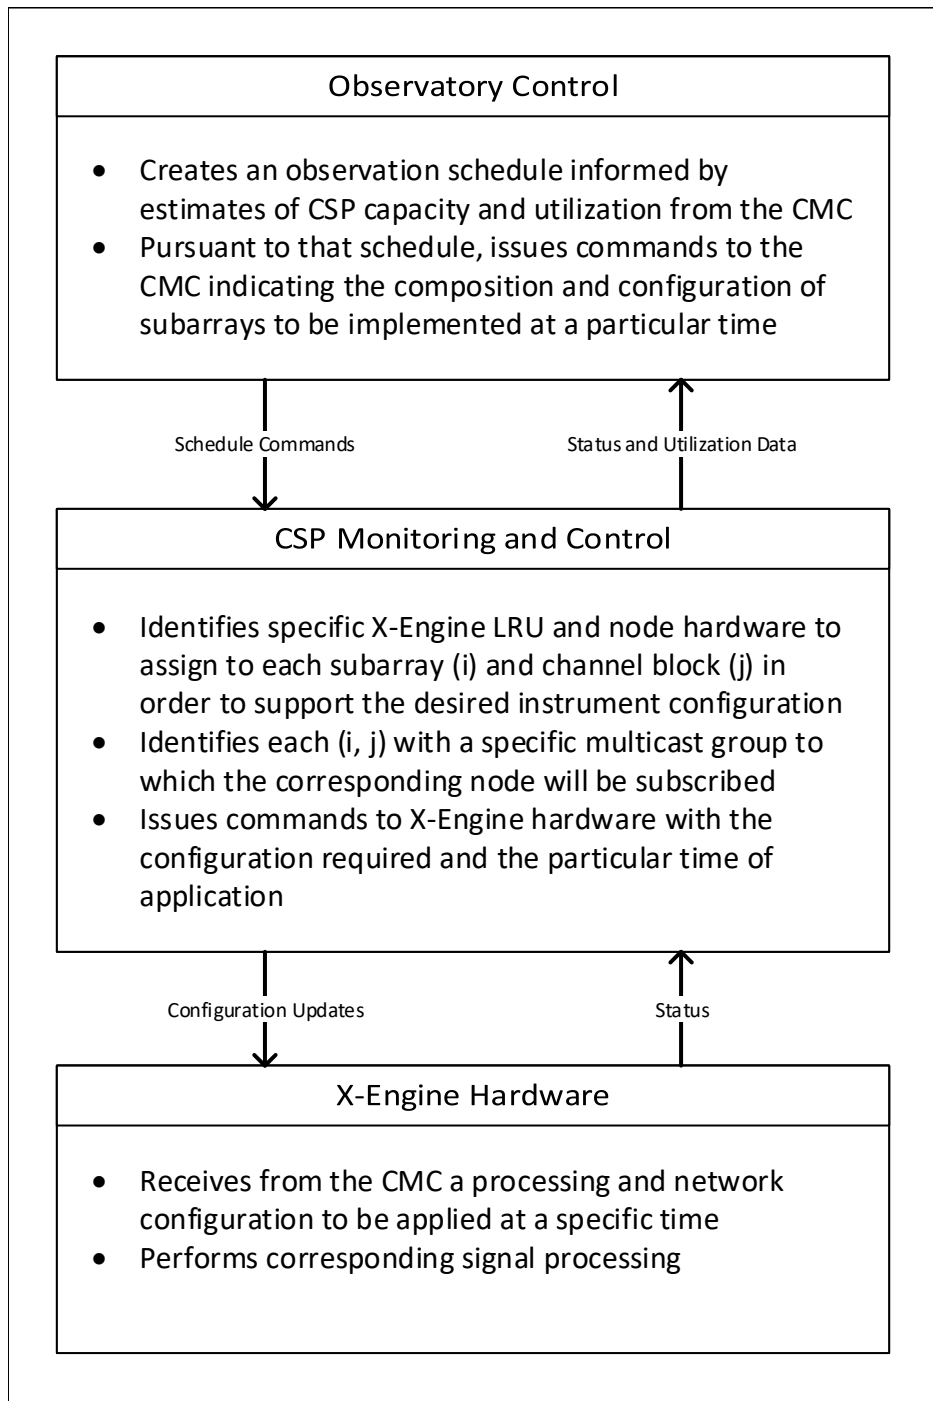 Observatory Control
• Creates an observation schedule informed by
estimates of CSP capacity and utilization from the CMC
• Pursuant to that schedule, issues commands to the
CMC indicating the composition and configuration of
subarrays to be implemented at a particular time
Schedule Commands
Status and Utilization Data
CSP Monitoring and Control
• Identifies specific X-Engine LRU and node hardware to
assign to each subarray (i) and channel block (j) in
order to support the desired instrument configuration
• Identifies each (i, j) with a specific multicast group to
which the corresponding node will be subscribed
• Issues commands to X-Engine hardware with the
configuration required and the particular time of
application
Configuration Updates
Status
X-Engine Hardware
• Receives from the CMC a processing and network
configuration to be applied at a specific time
• Performs corresponding signal processing